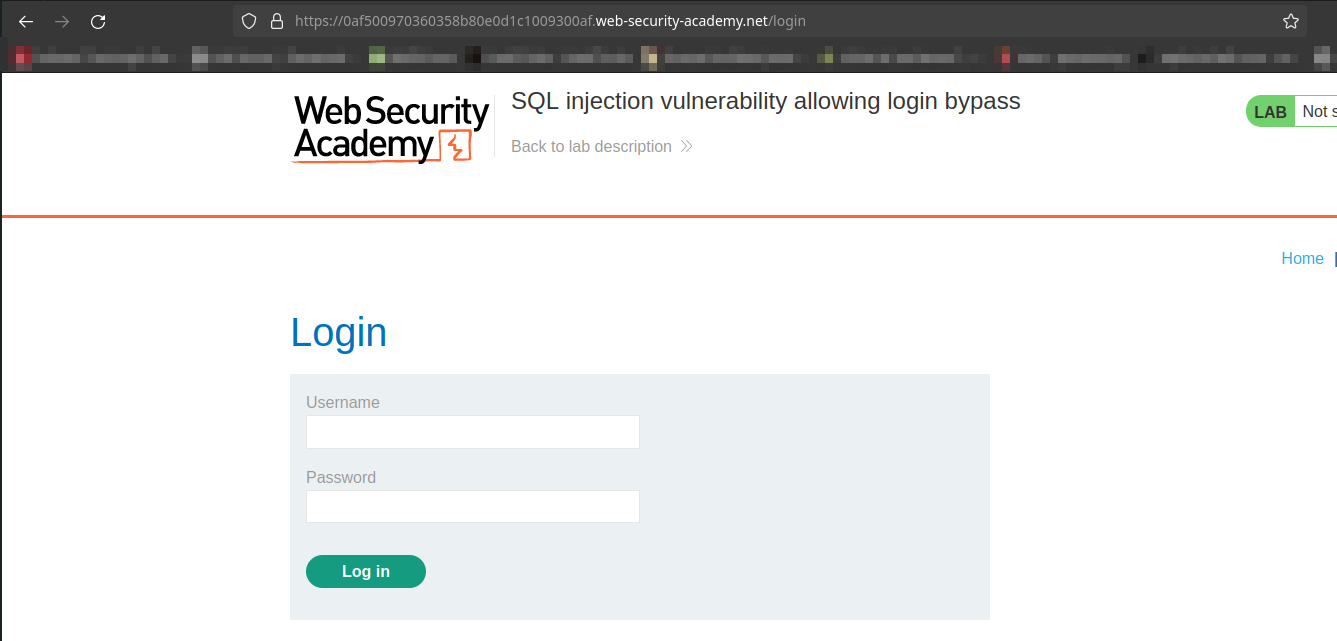 https://0af500970360358b80e0d1c1009300af.web-security-academy.net/login
Web Security
Academy
SQL injection vulnerability allowing login bypass
Back to lab description
LAB Not
Home
Login
Username
Password
Log in